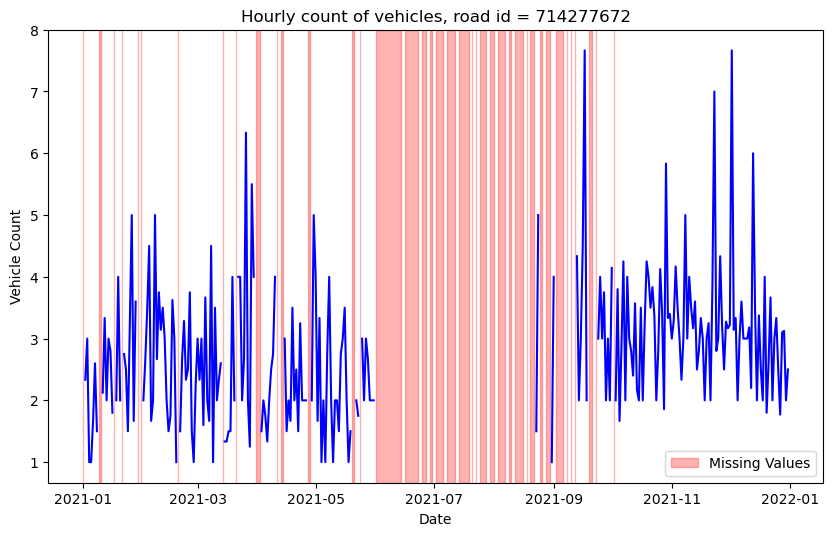 Hourly count of vehicles, road id = 714277672
Vehicle Count
8
7
6
5
4
3
2
1
Missing Values
2021-01 2021-03 2021-05 2021-07 2021-09 2021-11 2022-01
Date